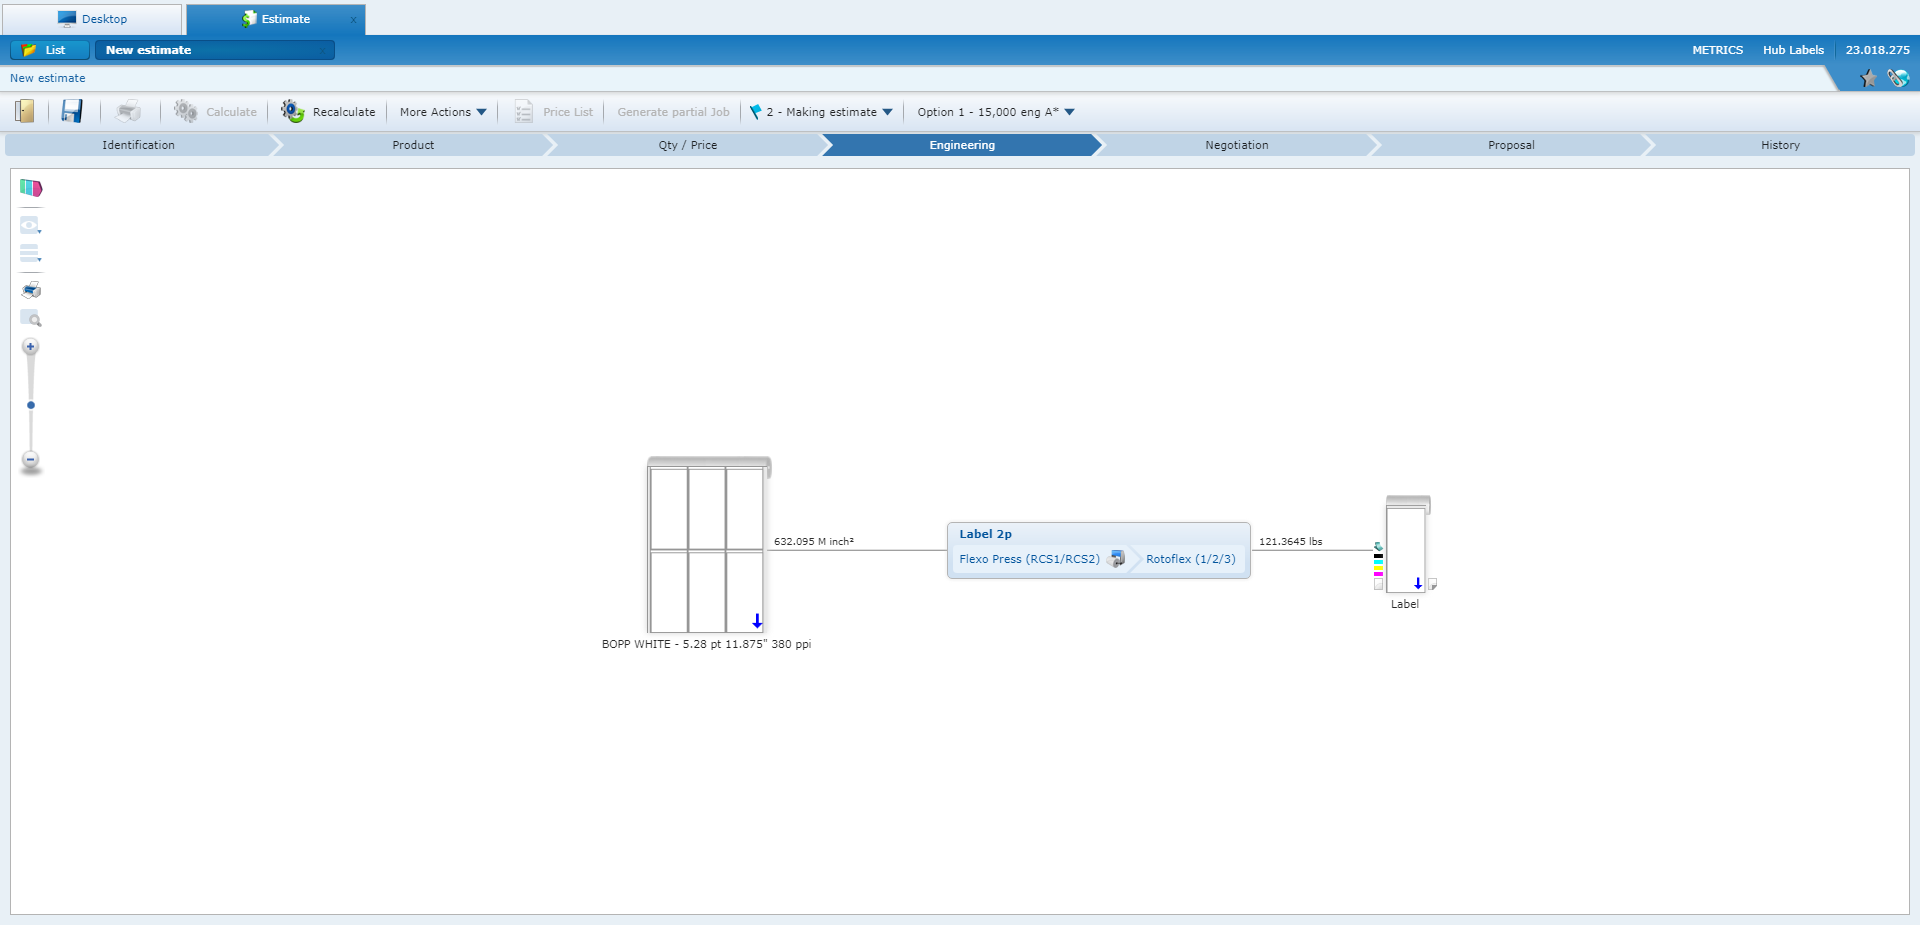 Desktop
Estimate x
List
New estimate x
METRICS Hub Labels 23.018.275
New estimate
Calculate Recalculate More Actions Price List Generate partial Job 2 - Making estimate Option 1 - 15,000 eng A*
Identification Product Qty / Price Engineering Negotiation Proposal History
Label 2p
632.095 M inch² 121.3645 lbs
Flexo Press (RCS1/RCS2) Rotoflex (1/2/3)
Label
BOPP WHITE - 5.28 pt 11.875" 380 ppi